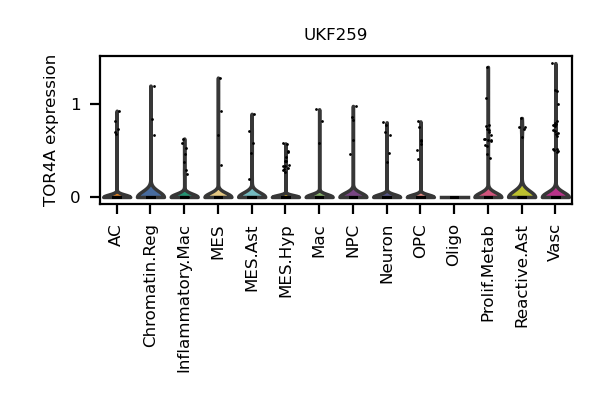 UKF259
TOR4A expression
1
0
AC
Chromatin.Reg
Inflammatory.Mac
MES
MES.Ast
MES.Hyp
Mac
NPC
Neuron
OPC
Oligo
Prolif.Metab
Reactive.Ast
Vasc